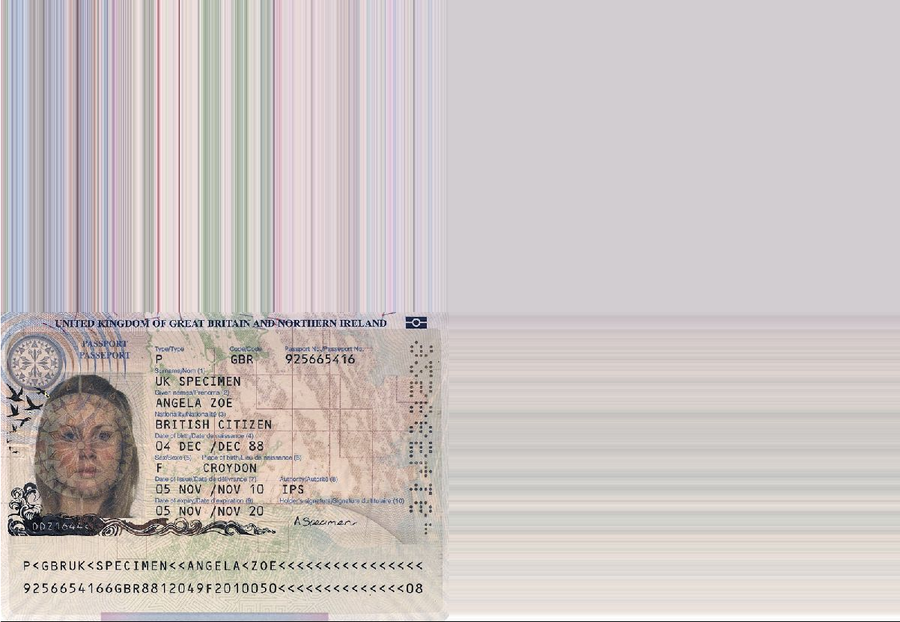 UNITED KINGDOM OF GREAT BRITAIN AND NORTHERN IRELAND
PASSPORT
PASSEPORT
Type/Type Code/Code Passport No./Passeport No.
P GBR 925665416
Surname/Nom (1)
UK SPECIMEN
Given names/Prénoms (2)
ANGELA ZOE
Nationality/Nationalité (3)
BRITISH CITIZEN
Date of birth/Date de naissance (4)
04 DEC /DEC 88
Sex/Sexe (5) Place of birth/Lieu de naissance (6)
F CROYDON
Date of issue/Date de délivrance (7) Authority/Autorité (8)
05 NOV /NOV 10 IPS
Date of expiry/Date d'expiration (9) Holder's signature/Signature du titulaire (10)
05 NOV /NOV 20 A Specimen
P<GBRUK<SPECIMEN<<ANGELA<ZOE<<<<<<<<<<<<<<<<
9256654166GBR8812049F2010050<<<<<<<<<<<<<<08